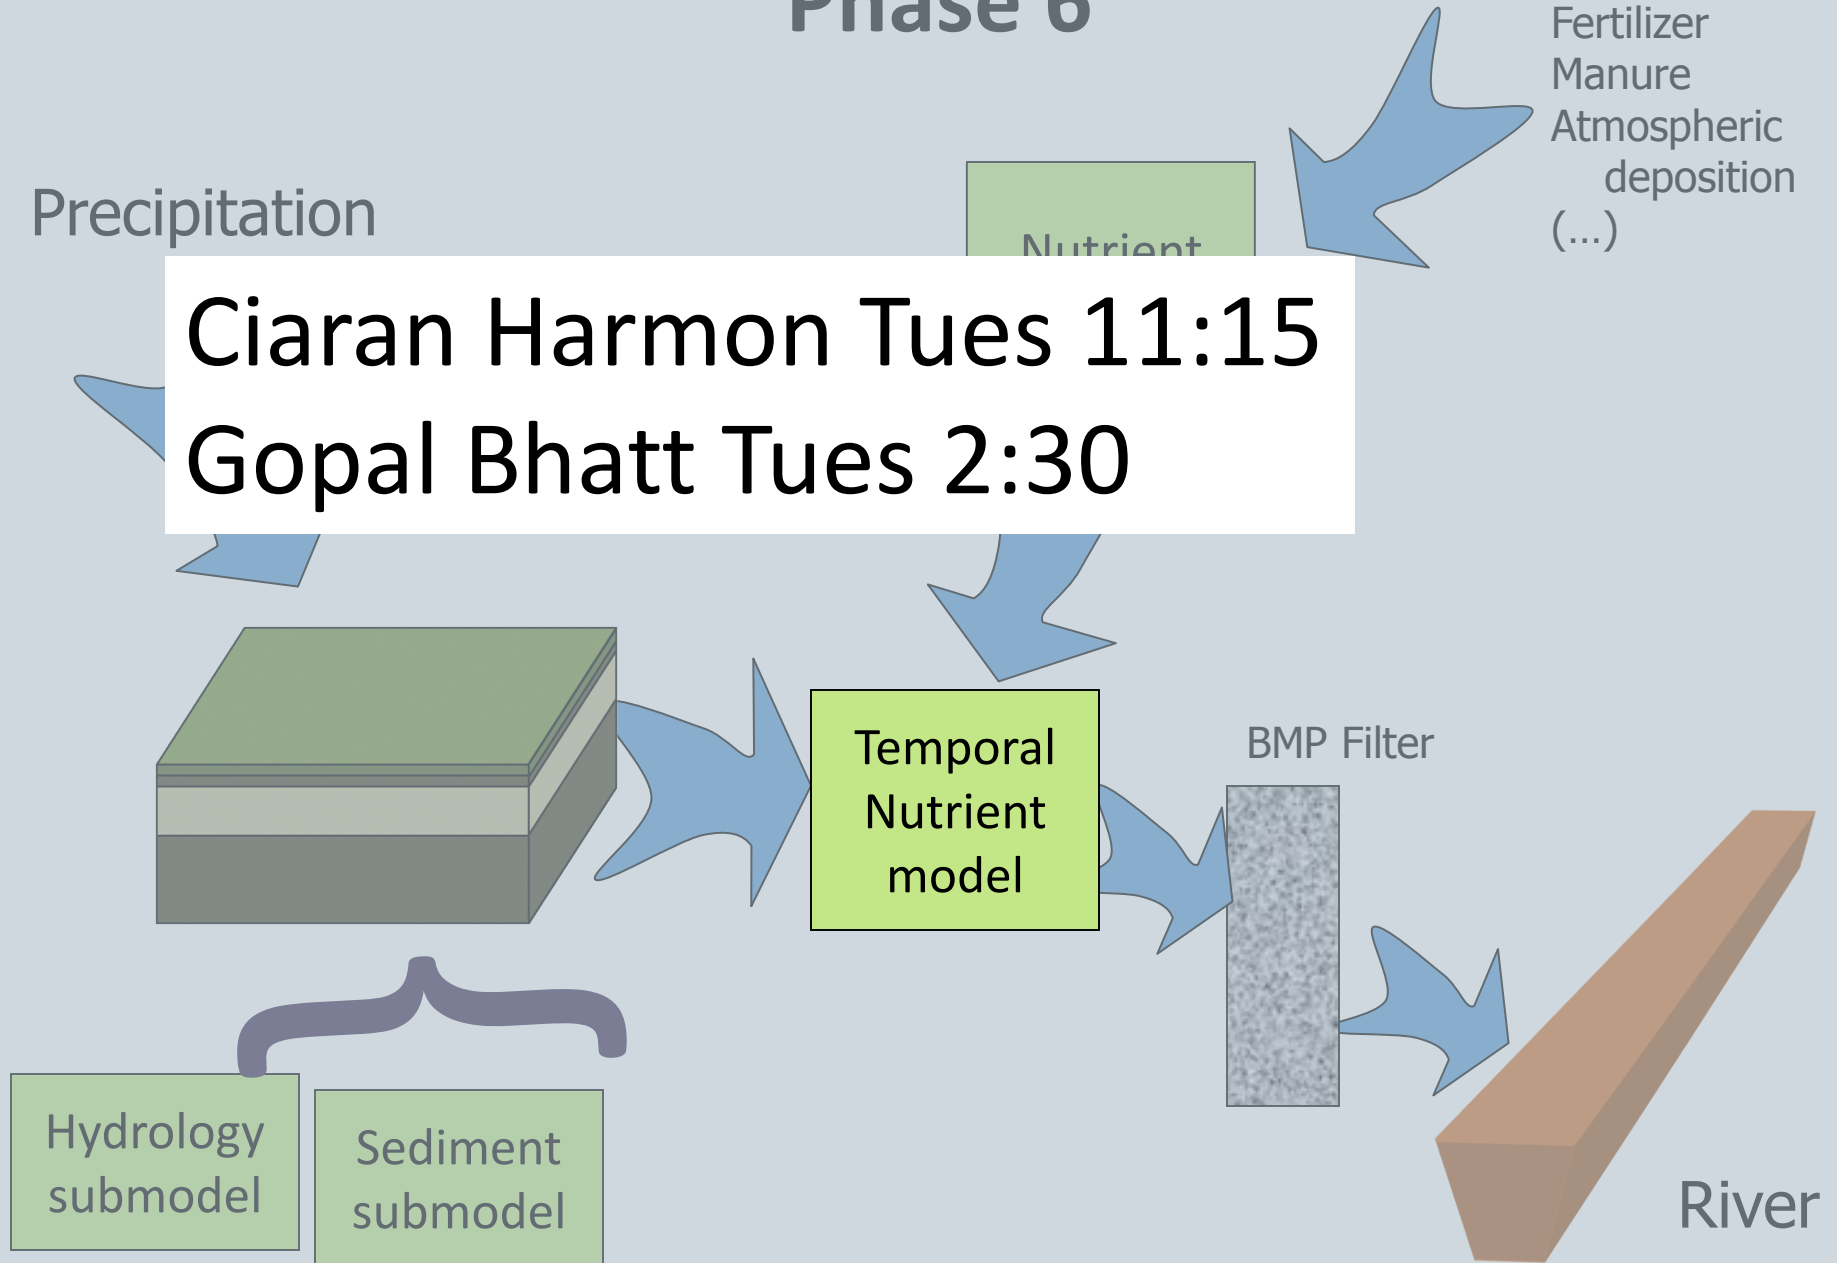 Phase 6
Fertilizer
Manure
Atmospheric
deposition
(...)
Precipitation
Nutrient
Ciaran Harmon Tues 11:15
Gopal Bhatt Tues 2:30
Temporal
Nutrient
model
BMP Filter
Hydrology
submodel
Sediment
submodel
River